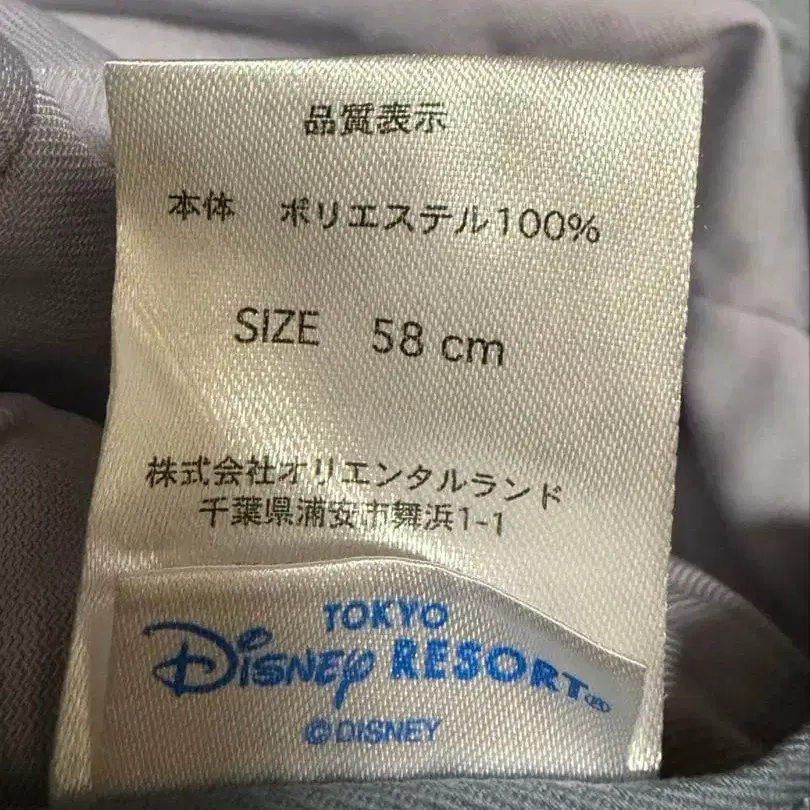 品質表示
本体 ポリエステル100%
SIZE 58 cm
株式会社オリエンタルランド
千葉県浦安市舞浜1-1
TOKYO
DISNEY RESORT®
©DISNEY